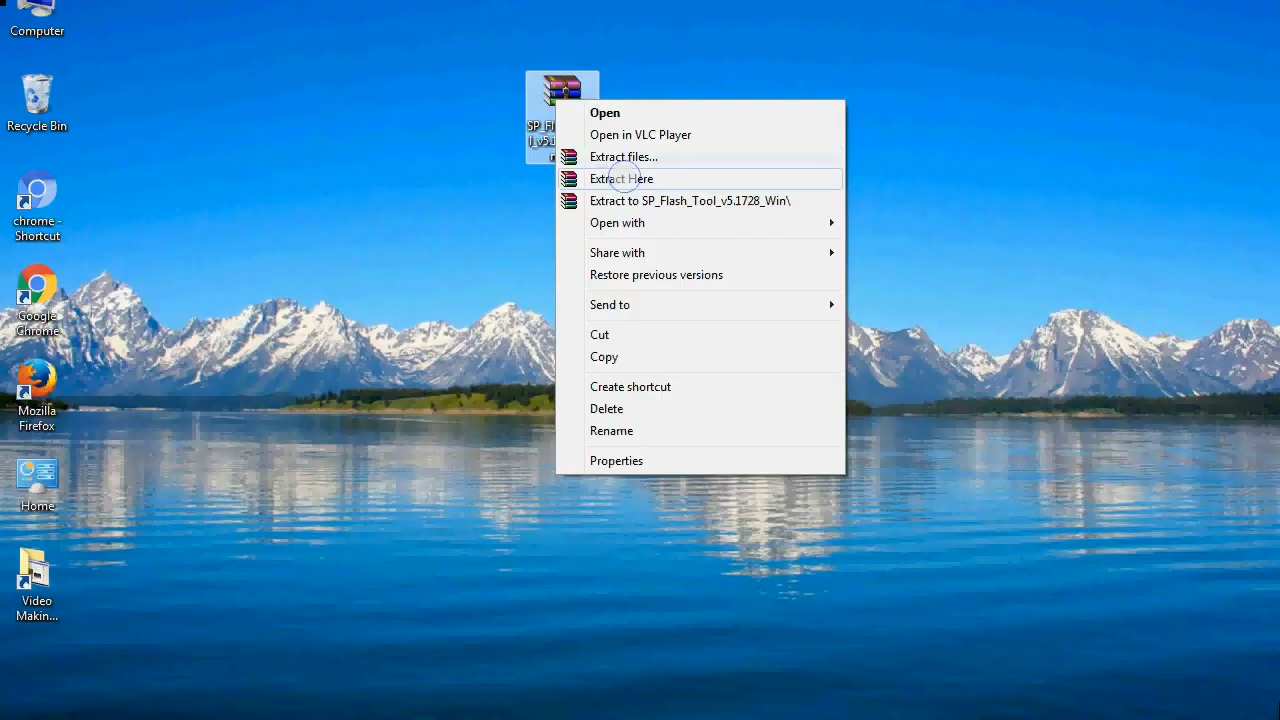 Computer
Recycle Bin
chrome -
Shortcut
Google
Chrome
Mozilla
Firefox
Home
Video
Makin...
Open
Open in VLC Player
Extract files...
Extract Here
Extract to SP_Flash_Tool_v5.1728_Win\
Open with
Share with
Restore previous versions
Send to
Cut
Copy
Create shortcut
Delete
Rename
Properties